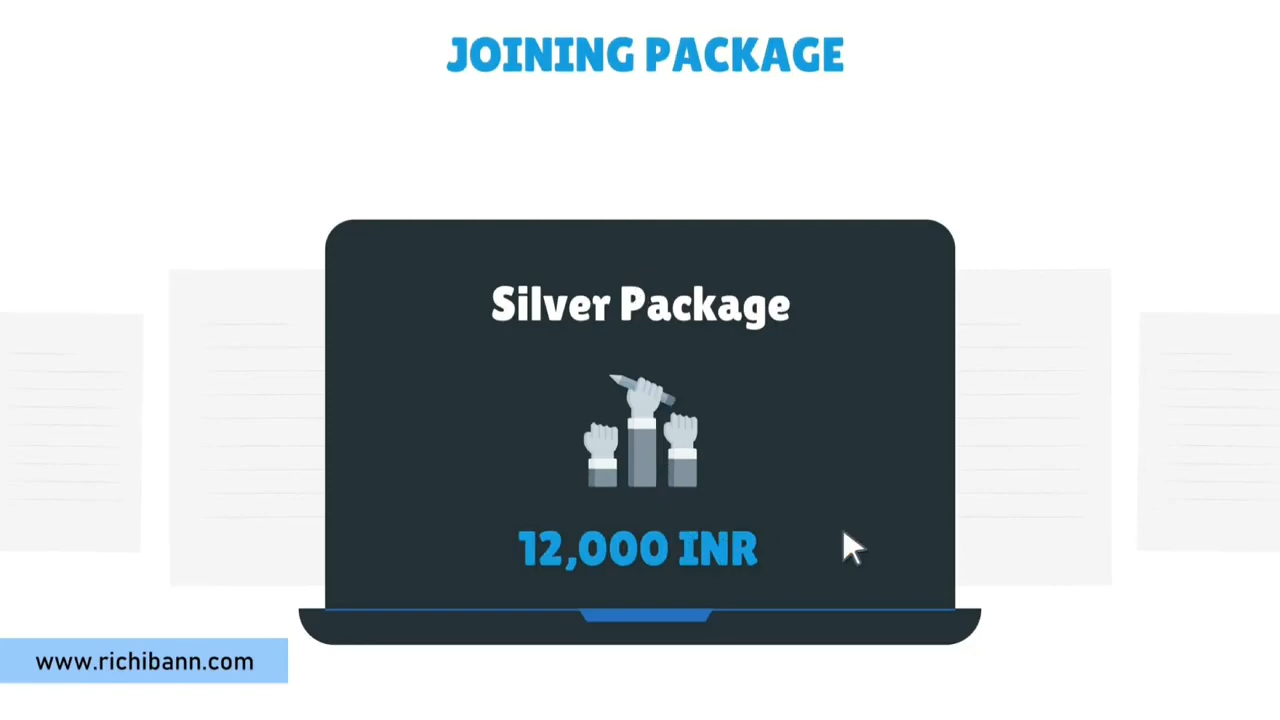 JOINING PACKAGE
Silver Package
12,000 INR
www.richibann.com